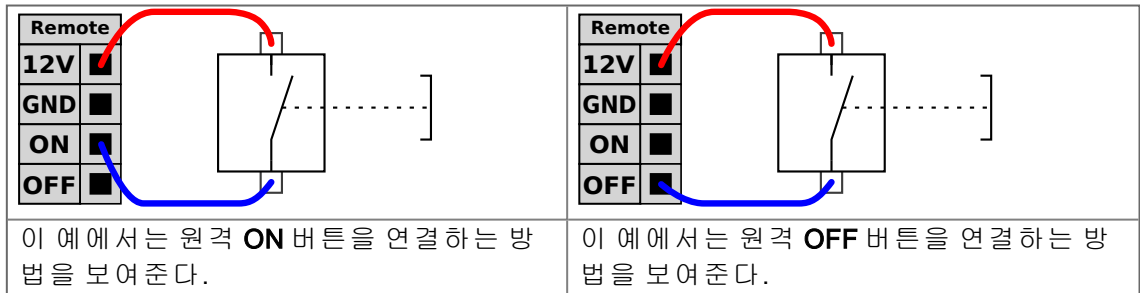 Remote
12V
GND
ON
OFF
이 예에서는 원격 ON 버튼을 연결하는 방
법을 보여준다.
Remote
12V
GND
ON
OFF
이 예에서는 원격 OFF 버튼을 연결하는 방
법을 보여준다.